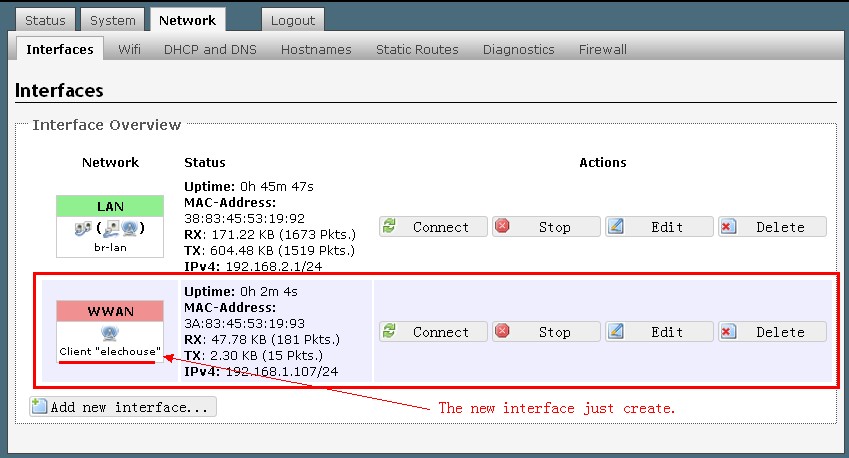 Status System Network Logout
Interfaces Wifi DHCP and DNS Hostnames Static Routes Diagnostics Firewall
Interfaces
Interface Overview
Network Status Actions
LAN
( )
br-lan
Uptime: 0h 45m 47s
MAC-Address:
38:83:45:53:19:92
RX: 171.22 KB (1673 Pkts.)
TX: 604.48 KB (1519 Pkts.)
IPv4: 192.168.2.1/24
Connect Stop Edit Delete
WWAN
Client "elechouse"
Uptime: 0h 2m 4s
MAC-Address:
3A:83:45:53:19:93
RX: 47.78 KB (181 Pkts.)
TX: 2.30 KB (15 Pkts.)
IPv4: 192.168.1.107/24
Connect Stop Edit Delete
Add new interface...
The new interface just create.